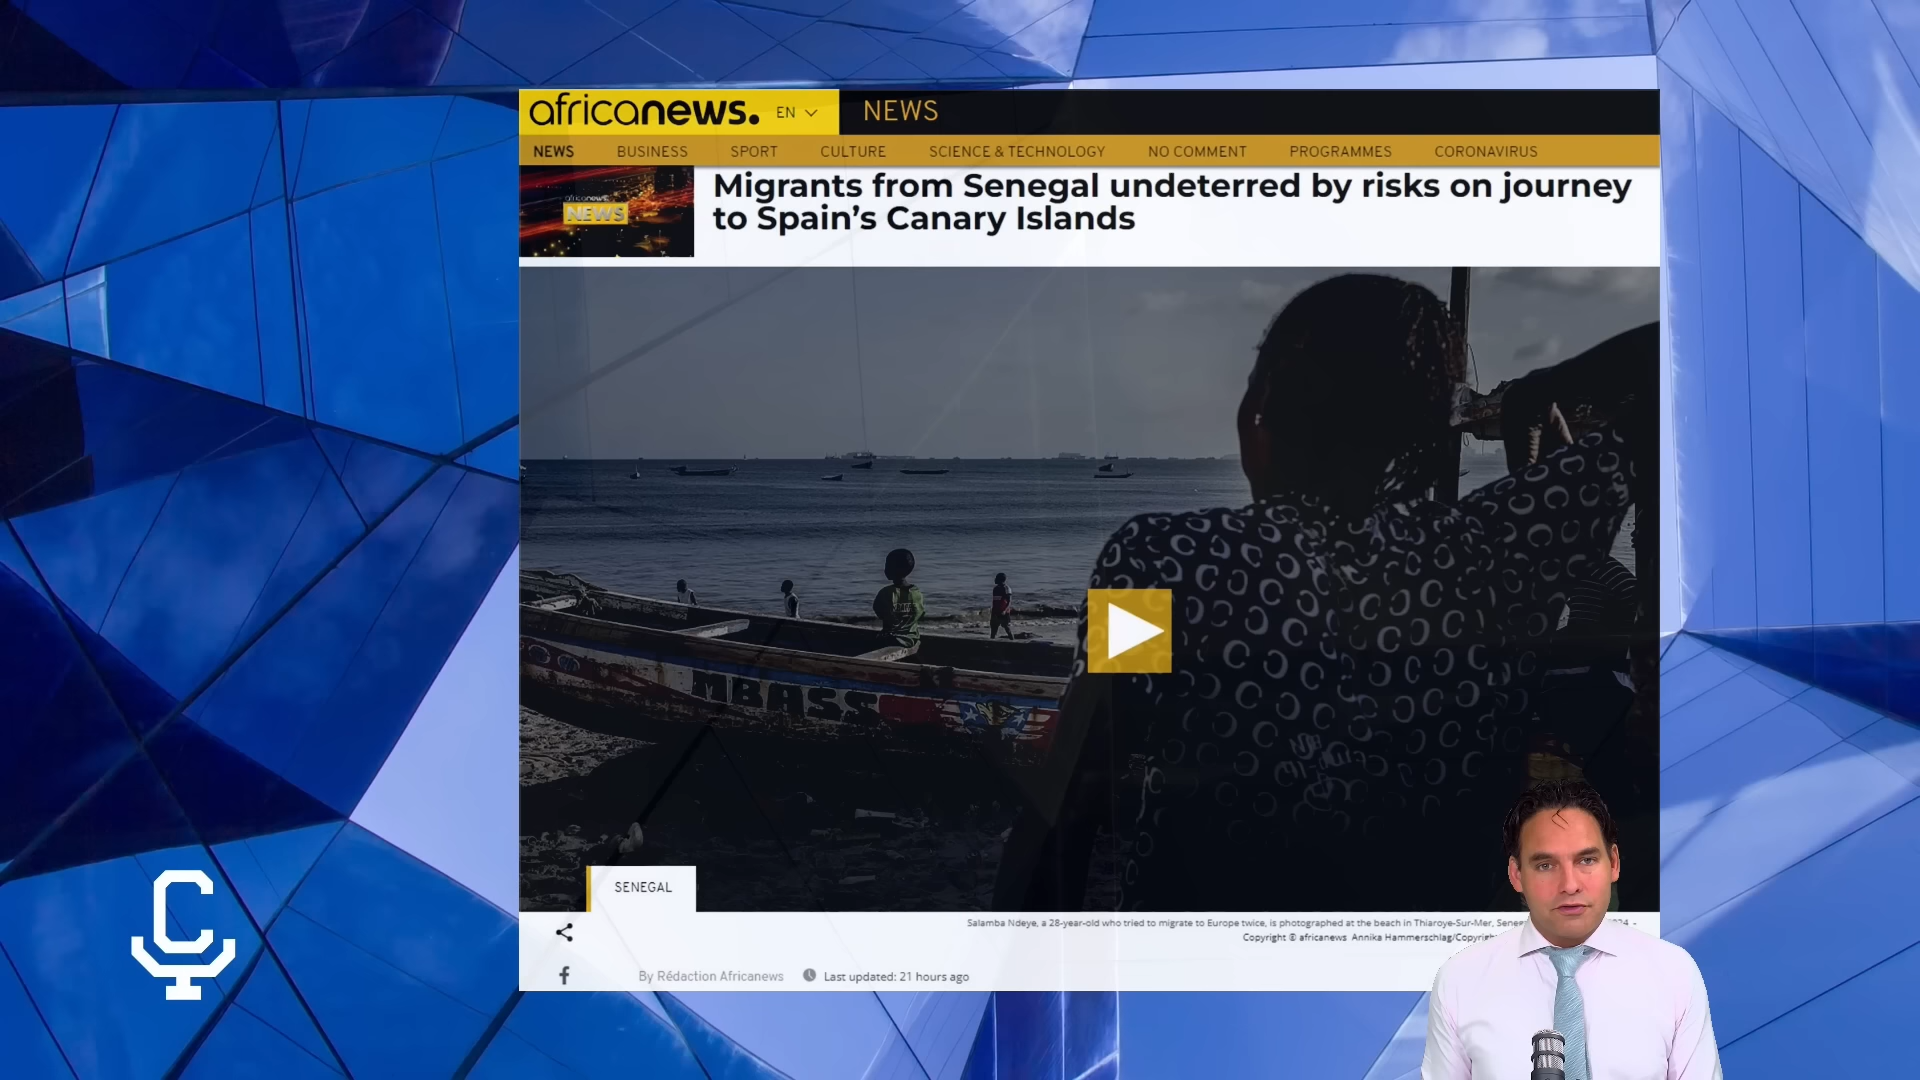 africanews.
EN
NEWS
NEWS BUSINESS SPORT CULTURE SCIENCE & TECHNOLOGY NO COMMENT PROGRAMMES CORONAVIRUS
africanews.
NEWS
Migrants from Senegal undeterred by risks on journey
to Spain’s Canary Islands
MBASS
SENEGAL
Salamba Ndeye, a 28-year-old who tried to migrate to Europe twice, is photographed at the beach in Thiaroye-Sur-Mer,
Copyright © africanews Annika Hammerschlag/Copyright
By Rédaction Africanews Last updated: 21 hours ago